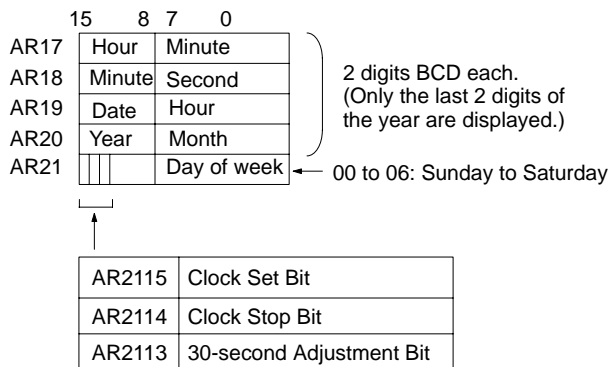 15 8 7 0
AR17 Hour Minute
AR18 Minute Second
AR19 Date Hour
AR20 Year Month
AR21 Day of week
2 digits BCD each.
(Only the last 2 digits of
the year are displayed.)
00 to 06: Sunday to Saturday
AR2115 Clock Set Bit
AR2114 Clock Stop Bit
AR2113 30-second Adjustment Bit